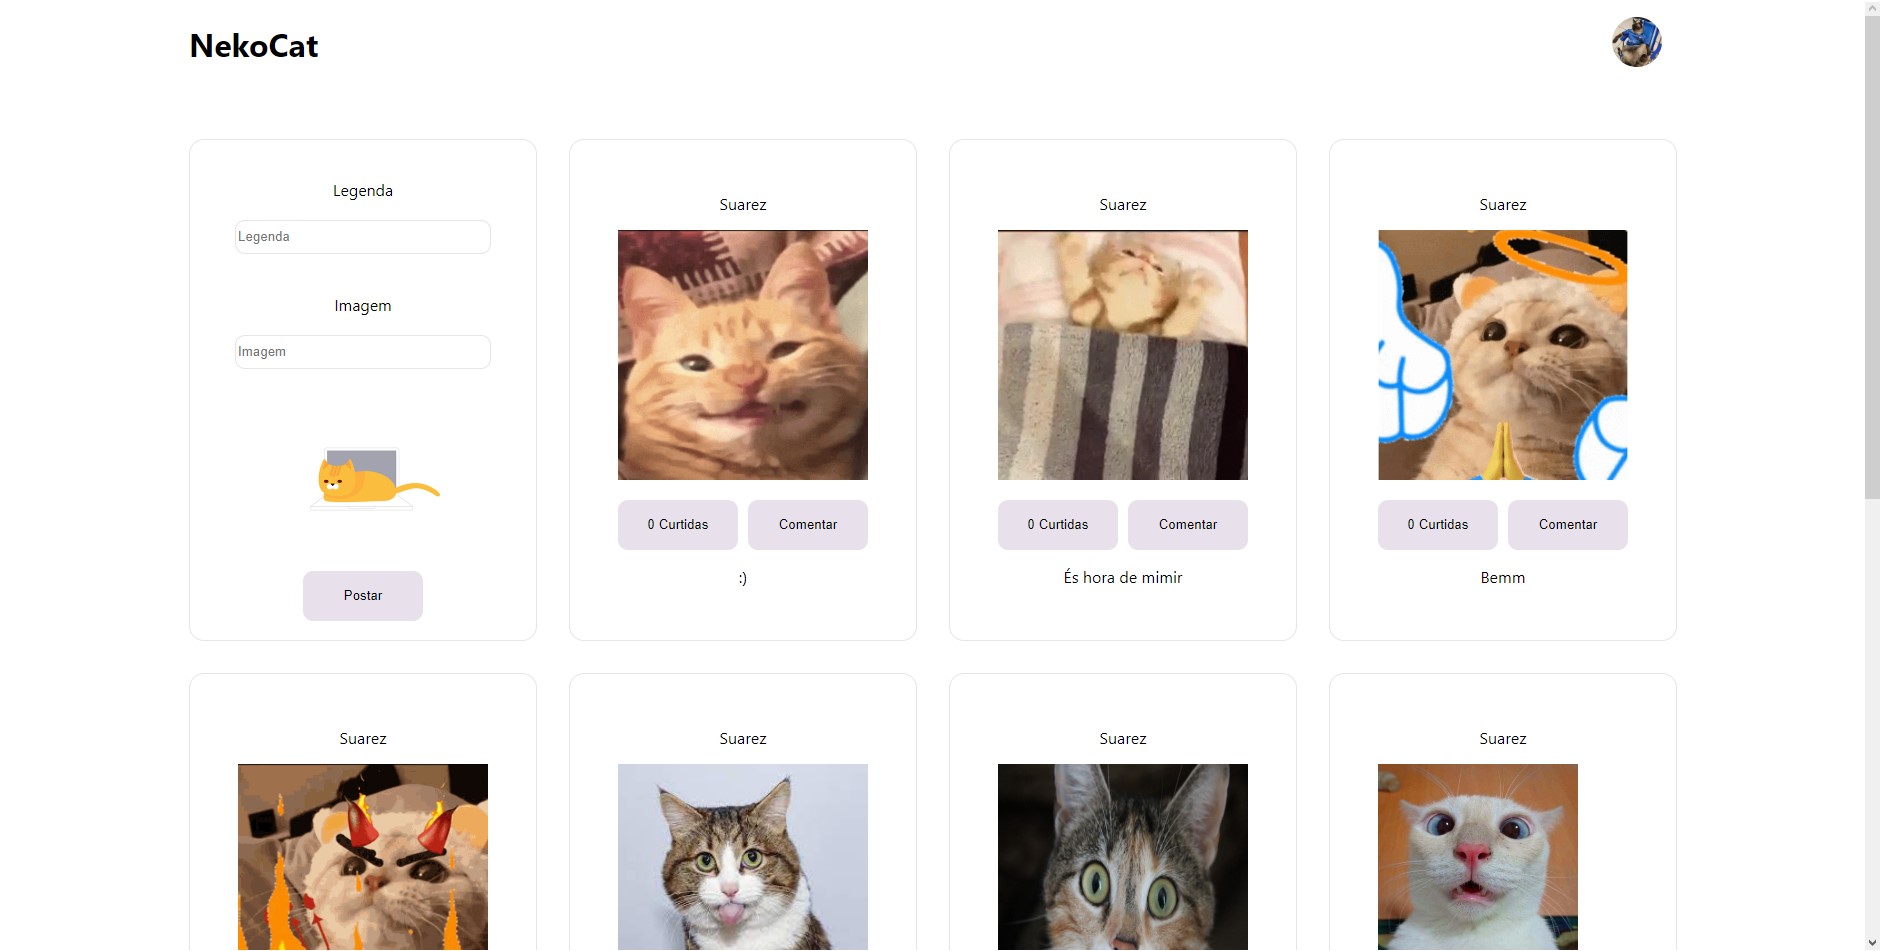 NekoCat
Legenda
Legenda
Imagem
Imagem
Postar
Suarez
0 Curtidas
Comentar
:)
Suarez
0 Curtidas
Comentar
És hora de mimir
Suarez
0 Curtidas
Comentar
Bemm
Suarez
Suarez
Suarez
Suarez